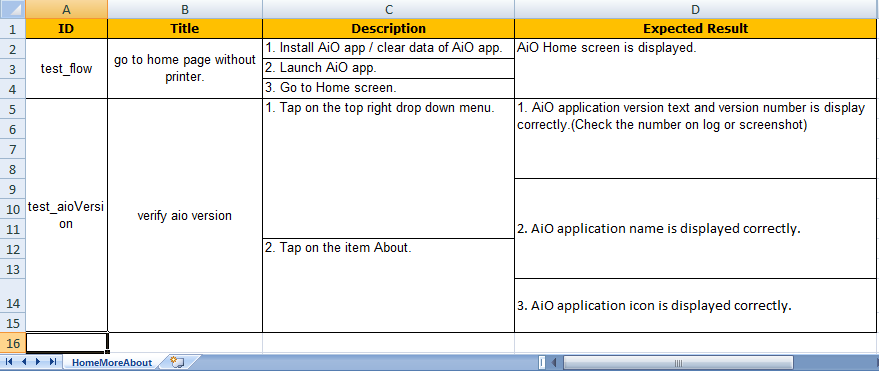 A B C D
1 ID Title Description Expected Result
2 1. Install AiO app / clear data of AiO app. AiO Home screen is displayed.
go to home page without
3 test_flow 2. Launch AiO app.
printer.
4 3. Go to Home screen.
5 1. Tap on the top right drop down menu. 1. AiO application version text and version number is display
6 correctly.(Check the number on log or screenshot)
7
8
9
10 test_aioVersi
verify aio version
11 on 2. AiO application name is displayed correctly.
12 2. Tap on the item About.
13
14 3. AiO application icon is displayed correctly.
15
16
HomeMoreAbout